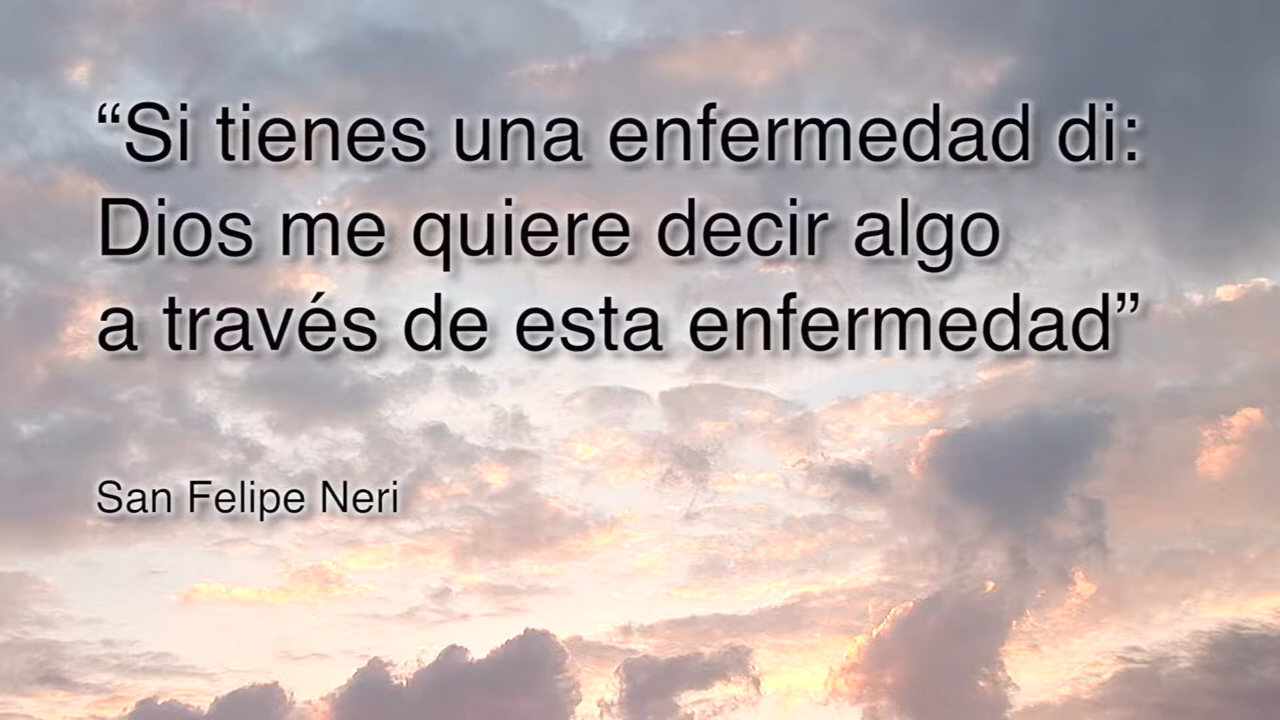 “Si tienes una enfermedad di:
Dios me quiere decir algo
a través de esta enfermedad”
San Felipe Neri